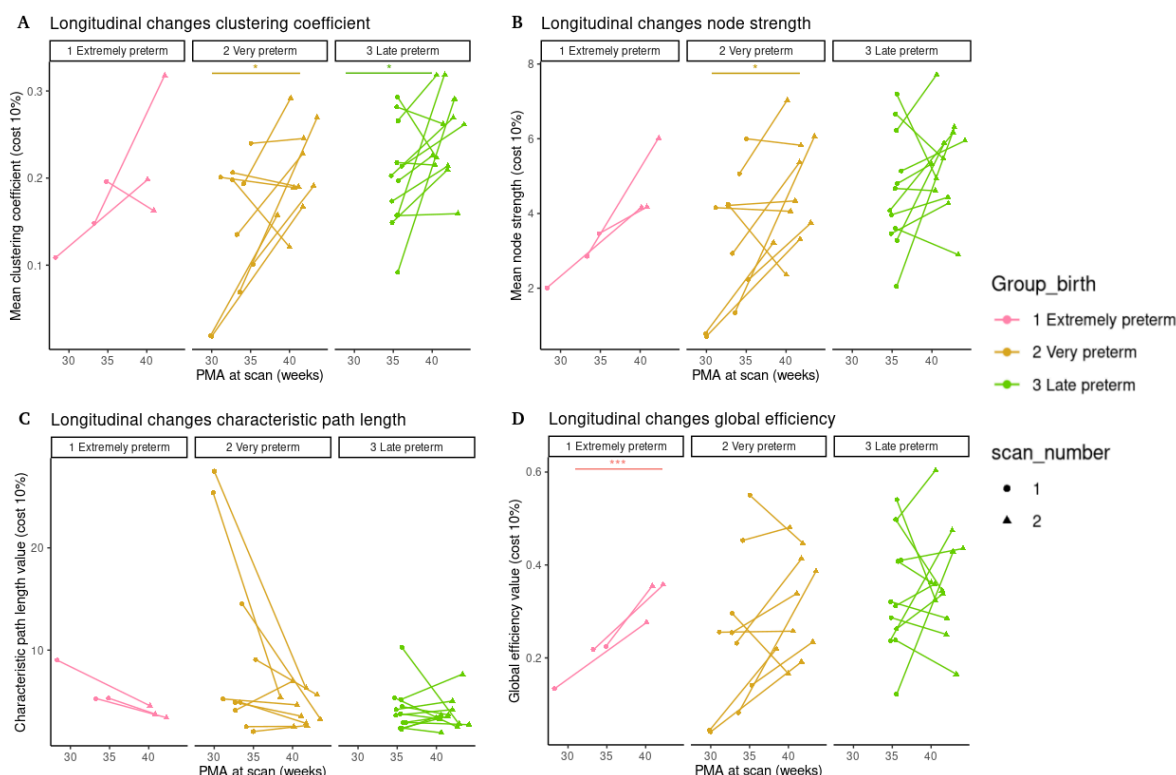 A Longitudinal changes clustering coefficient
1 Extremely preterm 2 Very preterm 3 Late preterm
* *
Mean clustering coefficient (cost 10%)
0.3
0.2
0.1
30 35 40 30 35 40 30 35 40
PMA at scan (weeks)
B Longitudinal changes node strength
1 Extremely preterm 2 Very preterm 3 Late preterm
*
Mean node strength (cost 10%)
8
6
4
2
30 35 40 30 35 40 30 35 40
PMA at scan (weeks)
C Longitudinal changes characteristic path length
1 Extremely preterm 2 Very preterm 3 Late preterm
Characteristic path length value (cost 10%)
20
10
30 35 40 30 35 40 30 35 40
PMA at scan (weeks)
D Longitudinal changes global efficiency
1 Extremely preterm 2 Very preterm 3 Late preterm
***
Global efficiency value (cost 10%)
0.6
0.4
0.2
30 35 40 30 35 40 30 35 40
PMA at scan (weeks)
Group_birth
1 Extremely preterm
2 Very preterm
3 Late preterm
scan_number
1
2